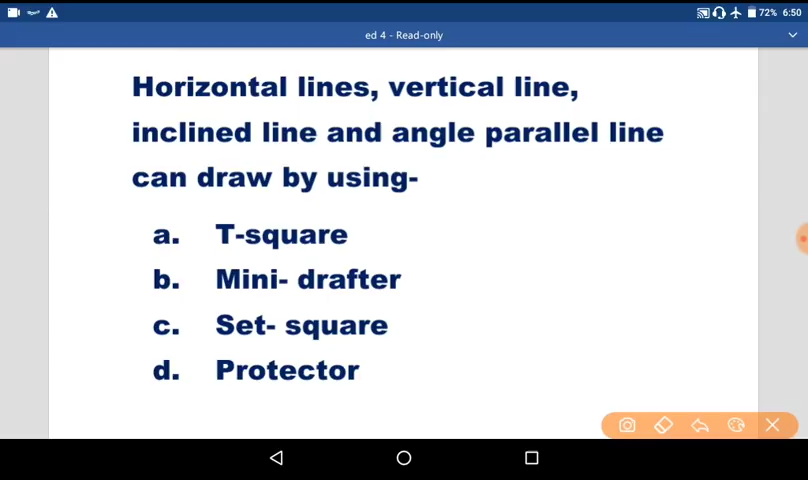 72% 6:50
ed 4 - Read-only
Horizontal lines, vertical line,
inclined line and angle parallel line
can draw by using-
a. T-square
b. Mini- drafter
c. Set- square
d. Protector